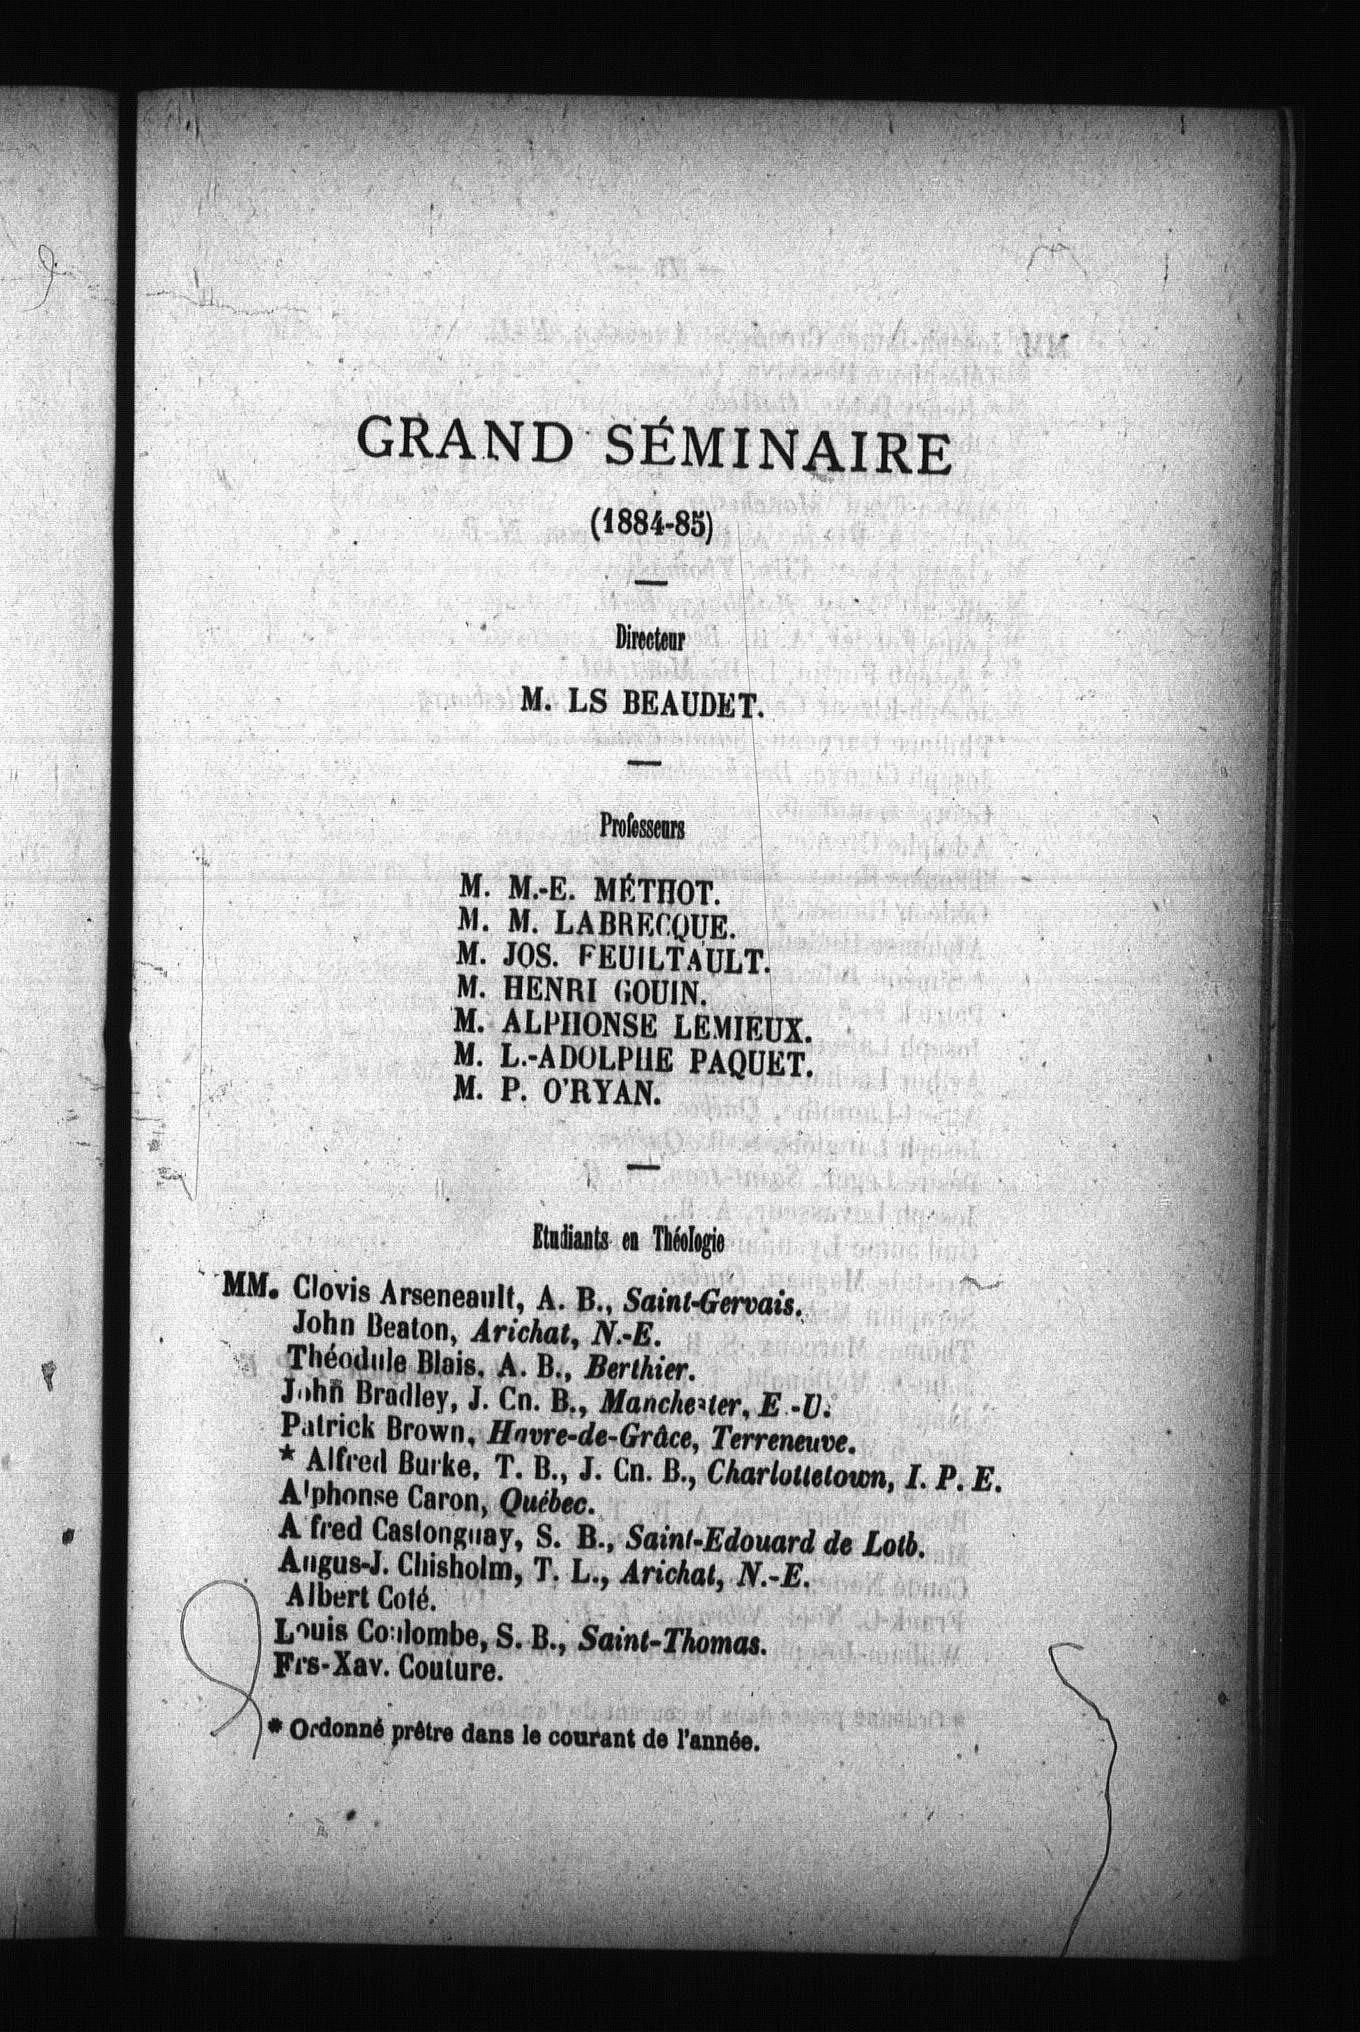 GRAND SÉMINAIRE
(1884-85)
Directeur
M. LS BEAUDET.
Professeurs
M. M.-E. MÉTHOT.
M. M. LABRECQUE.
M. JOS. FEUILTAULT.
M. HENRI GOUIN.
M. ALPHONSE LEMIEUX.
M. L.-ADOLPHE PAQUET.
M. P. O'RYAN.
Etudiants en Théologie
MM. Clovis Arseneault, A. B., Saint-Gervais.
John Beaton, Arichat, N.-E.
Théodule Blais, A. B., Berthier.
John Bradley, J. Cn. B., Manchester, E.-U.
Patrick Brown, Havre-de-Grâce, Terreneuve.
* Alfred Burke, T. B., J. Cn. B., Charlottetown, I. P. E.
Alphonse Caron, Québec.
Alfred Castonguay, S. B., Saint-Edouard de Lotb.
Angus-J. Chisholm, T. L., Arichat, N.-E.
Albert Coté.
Louis Coulombe, S. B., Saint-Thomas.
Frs-Xav. Couture.
* Ordonné prêtre dans le courant de l'année.